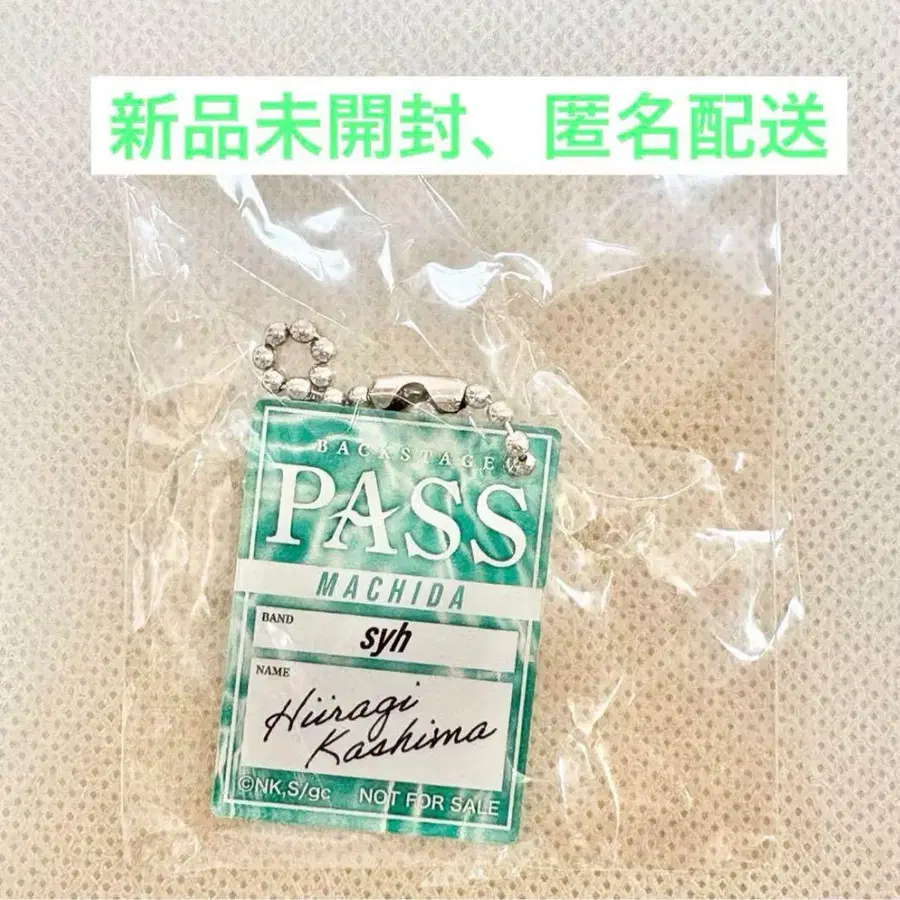 新品未開封、匿名配送
BACKSTAGE
PASS
MACHIDA
BAND
syh
NAME
Hiiragi
Kashima
©NK,S/gc NOT FOR SALE